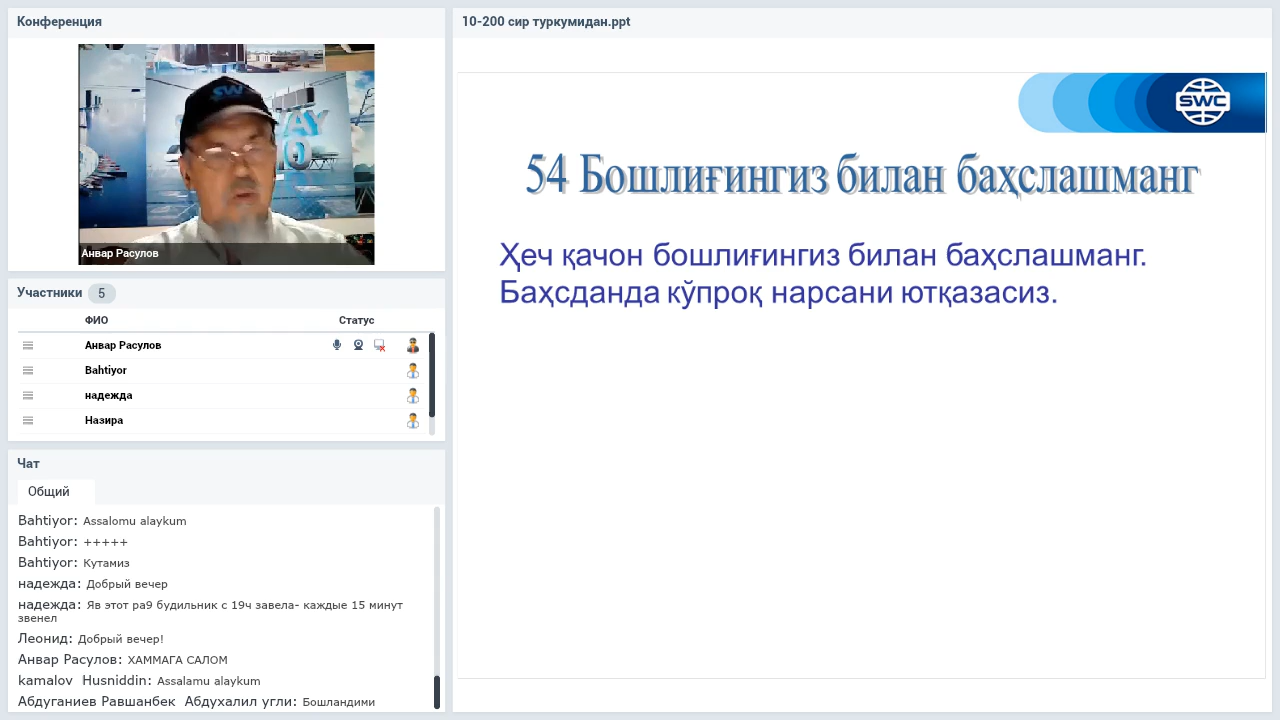 Конференция
Анвар Расулов
Участники 5
ФИО Статус
Анвар Расулов
Bahtiyor
надежда
Назира
Чат
Общий
Bahtiyor: Assalomu alaykum
Bahtiyor: +++++
Bahtiyor: Кутамиз
надежда: Добрый вечер
надежда: Яв этот ра9 будильник с 19ч завела- каждые 15 минут
звенел
Леонид: Добрый вечер!
Анвар Расулов: ХАММАГА САЛОМ
kamalov Husniddin: Assalamu alaykum
Абдуганиев Равшанбек Абдухалил угли: Бошландими
10-200 сир туркумидан.ppt
SWC
54 Бошлиғингиз билан баҳслашманг
Ҳеч қачон бошлиғингиз билан баҳслашманг.
Баҳсданда кўпроқ нарсани ютқазасиз.